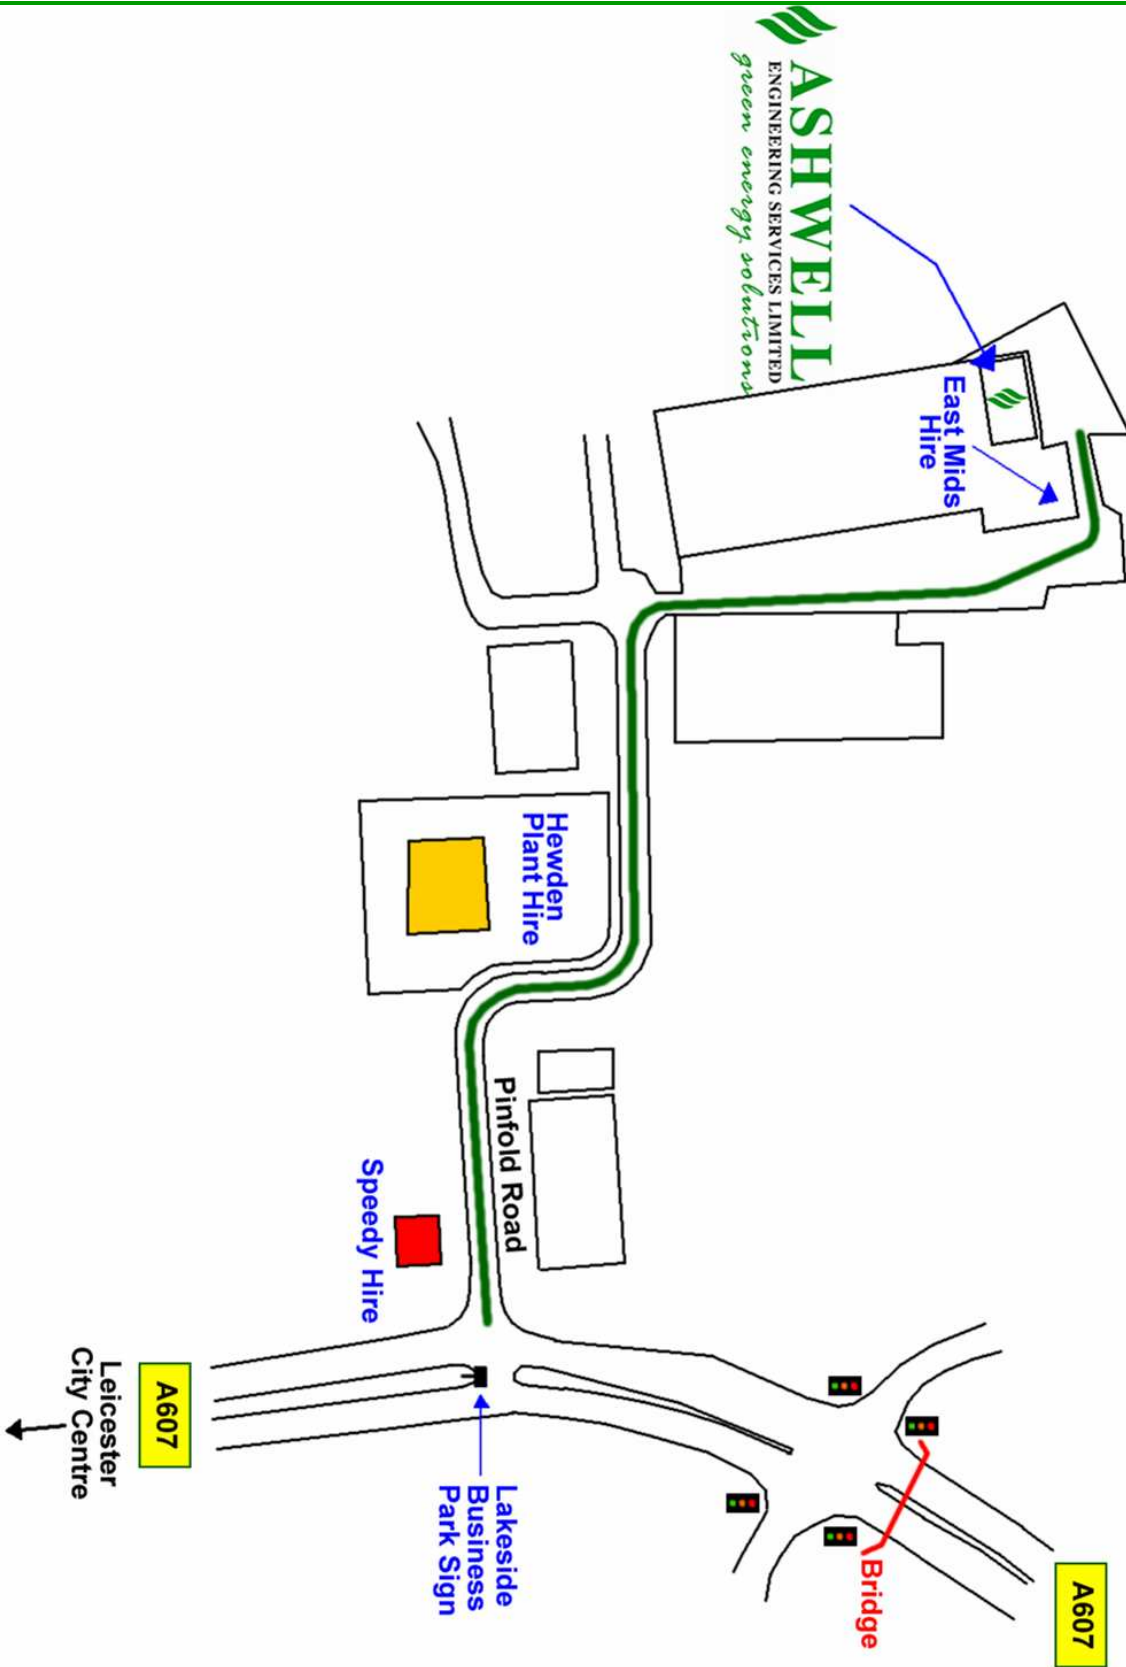 ASHWELL
ENGINEERING SERVICES LIMITED
green energy solutions
East Mids
Hire
Hewden
Plant Hire
Pinfold Road
Speedy Hire
A607
Bridge
Lakeside
Business
Park Sign
A607
Leicester
City Centre